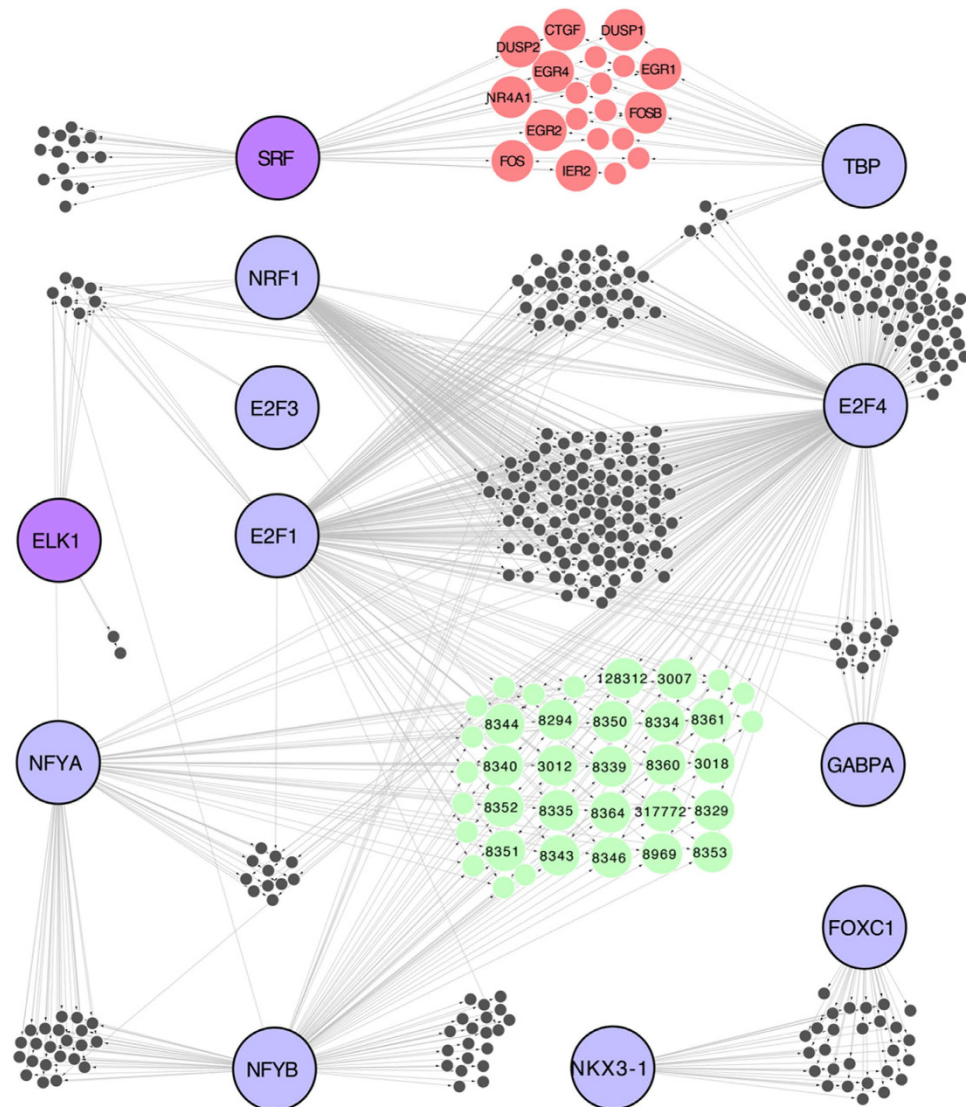 CTGF
DUSP1
DUSP2
EGR4
EGR1
NR4A1
FOSB
EGR2
FOS
IER2
SRF
TBP
NRF1
E2F3
E2F4
E2F1
ELK1
128312
3007
8344
8294
8350
8334
8361
NFYA
8340
3012
8339
8360
3018
GABPA
8352
8335
8364
317772
8329
8351
8343
8346
8969
8353
FOXC1
NFYB
NKX3-1